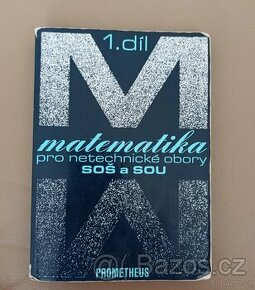 1.díl
M
matematika
pro netechnické obory
SOŠ a SOU
M
PROMETHEUS
Bazos.cz